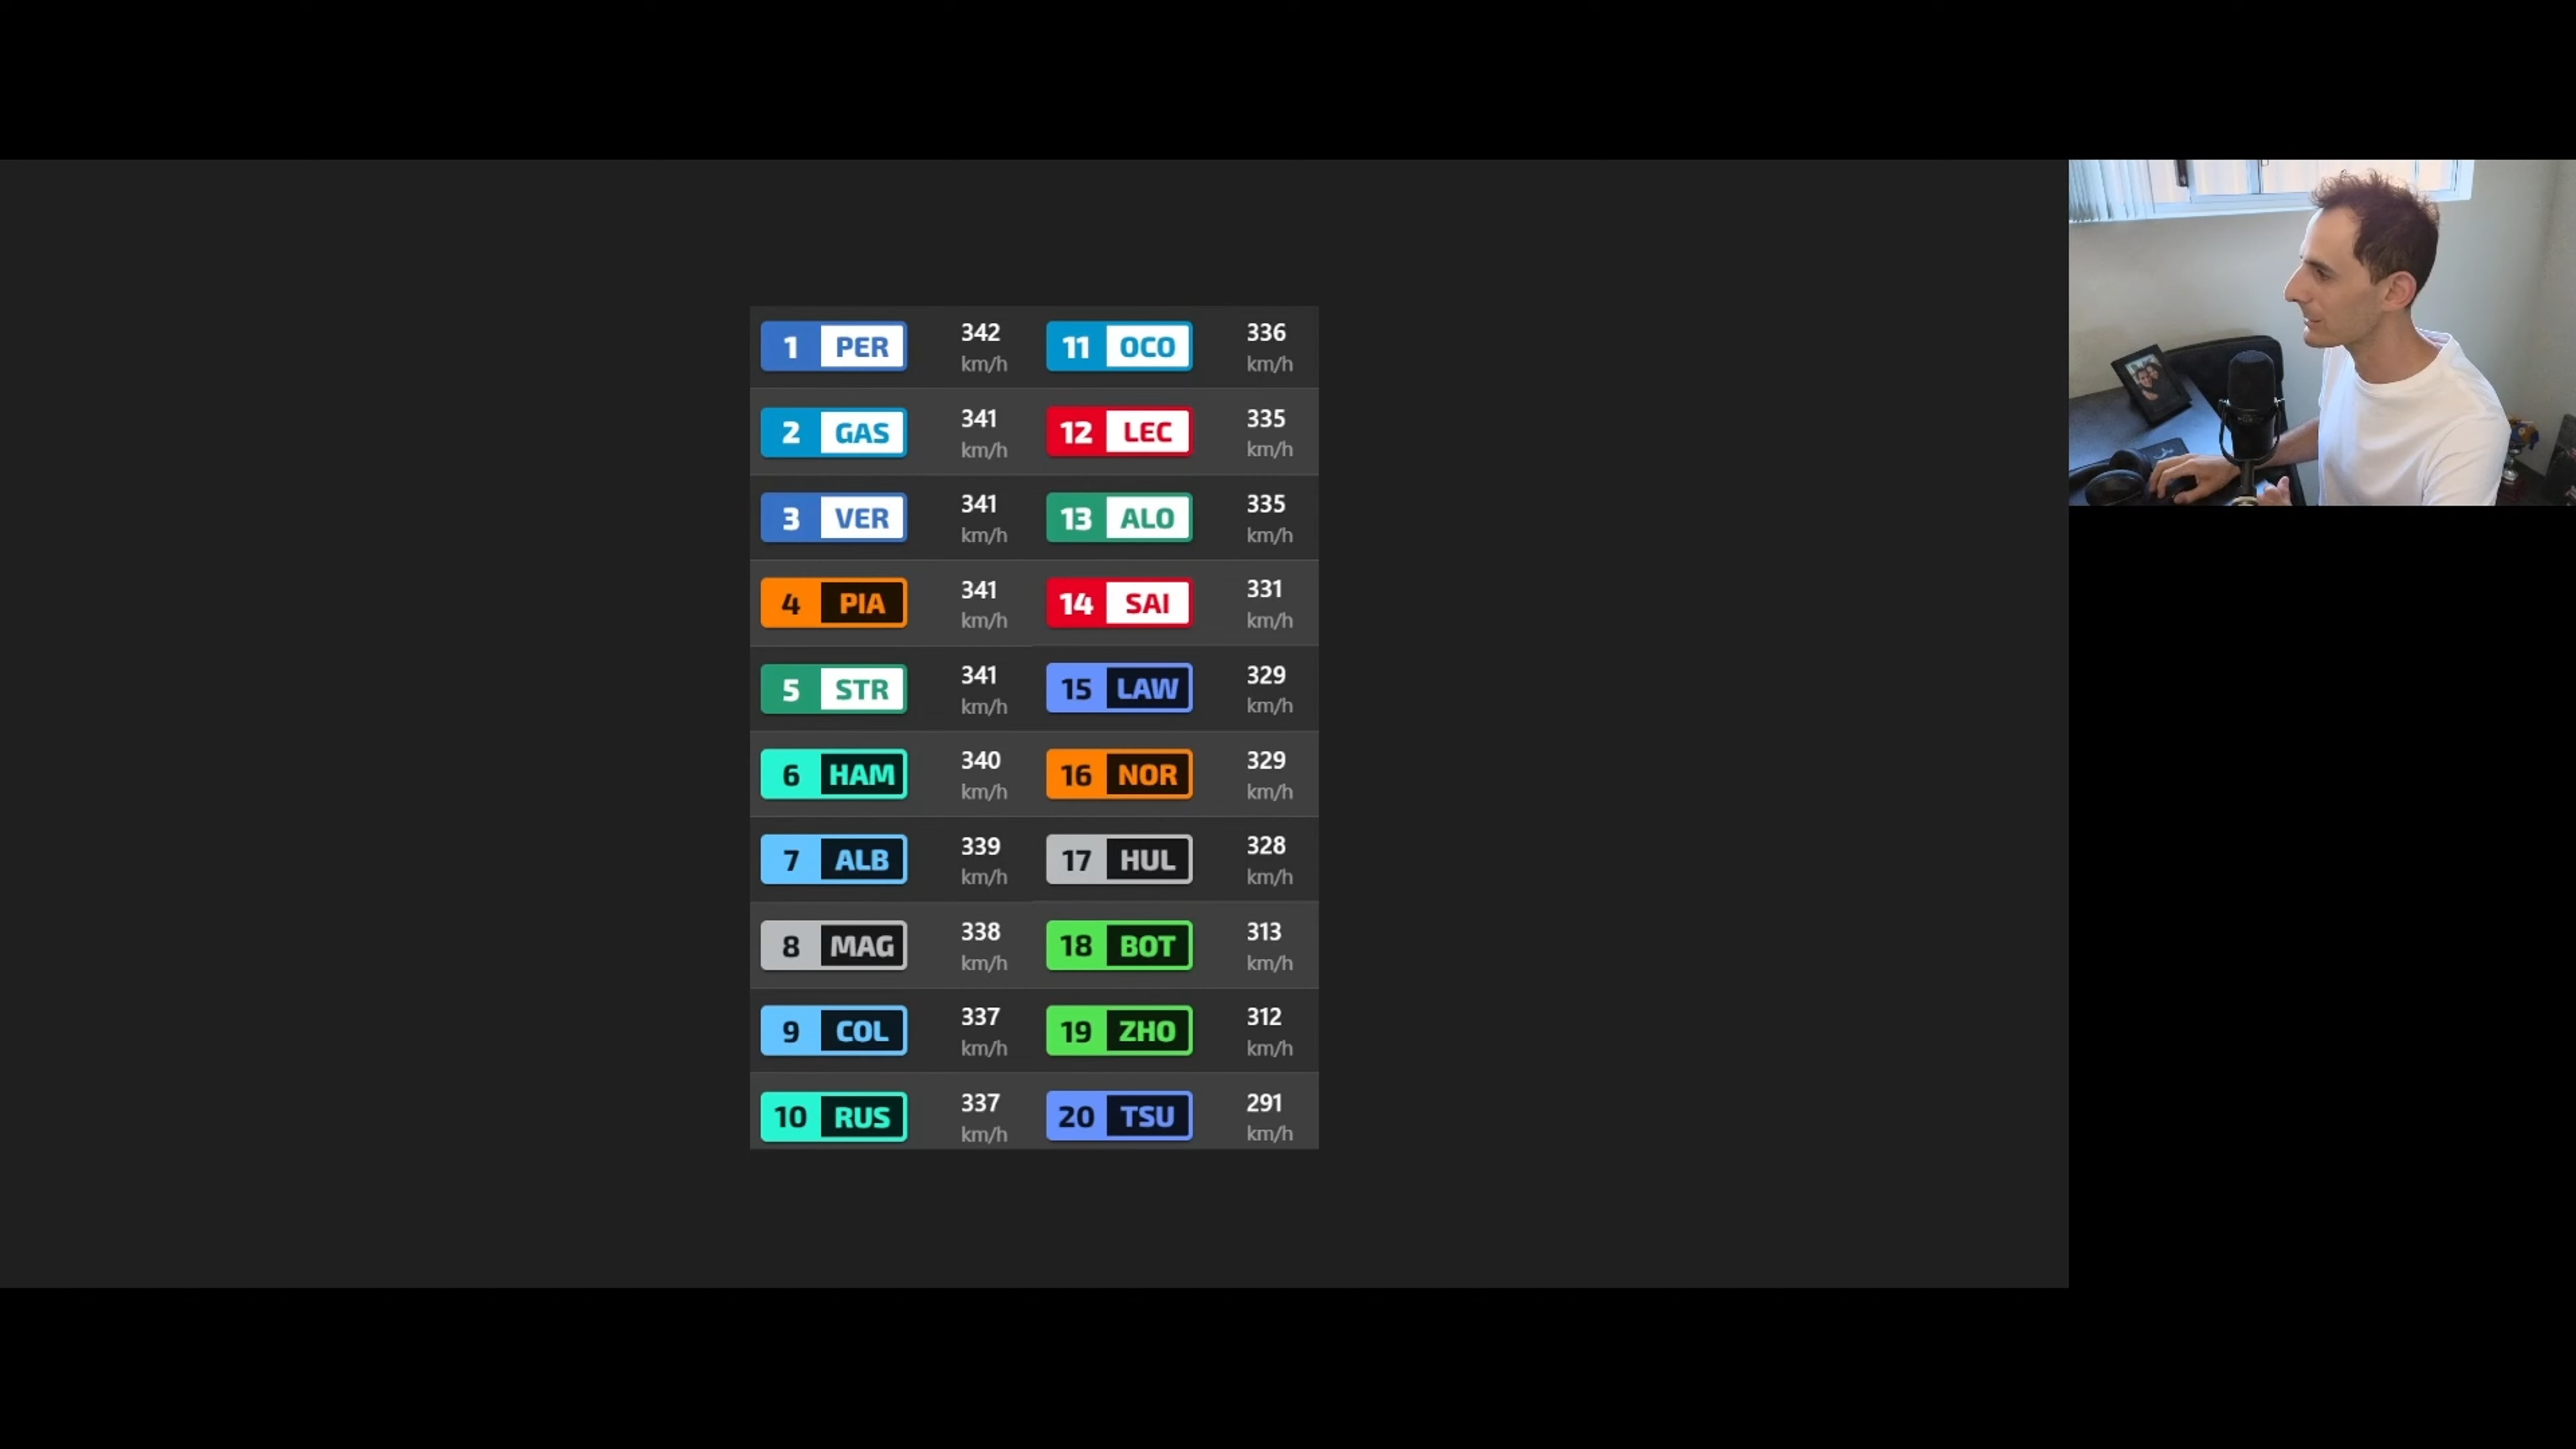 1 PER 342 km/h
2 GAS 341 km/h
3 VER 341 km/h
4 PIA 341 km/h
5 STR 341 km/h
6 HAM 340 km/h
7 ALB 339 km/h
8 MAG 338 km/h
9 COL 337 km/h
10 RUS 337 km/h
11 OCO 336 km/h
12 LEC 335 km/h
13 ALO 335 km/h
14 SAI 331 km/h
15 LAW 329 km/h
16 NOR 329 km/h
17 HUL 328 km/h
18 BOT 313 km/h
19 ZHO 312 km/h
20 TSU 291 km/h